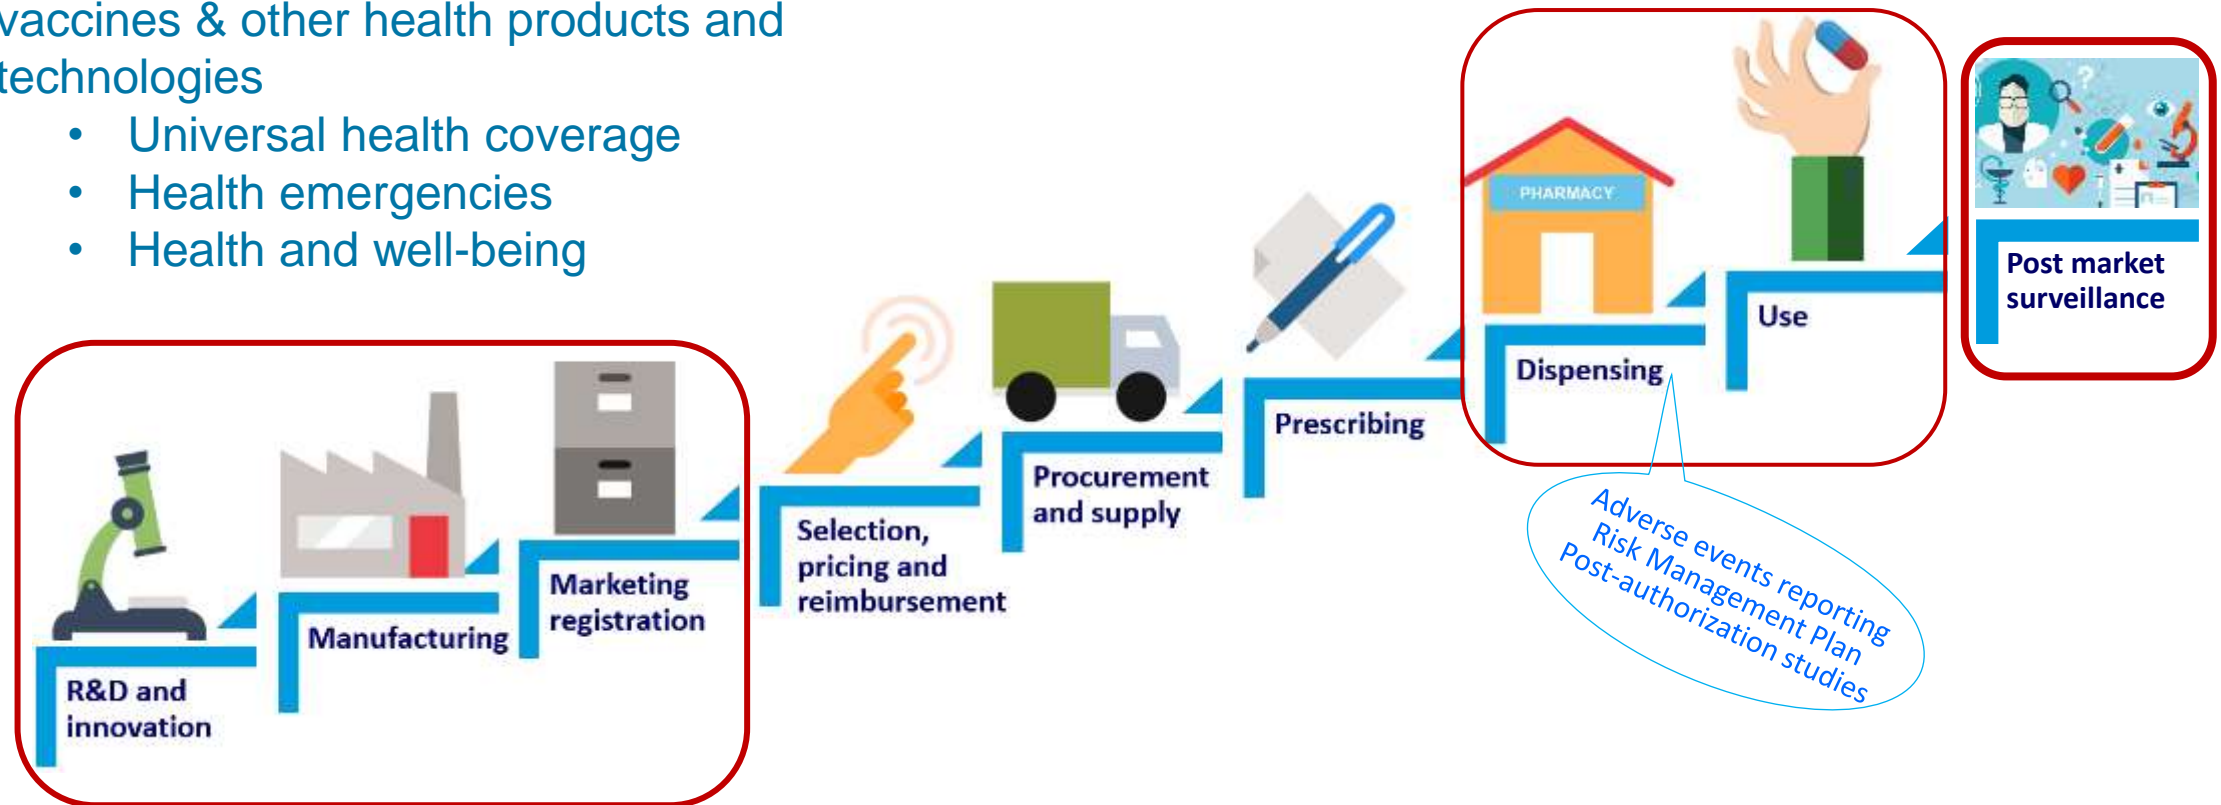 vaccines & other health products and
technologies
• Universal health coverage
• Health emergencies
• Health and well-being
R&D and
innovation
Manufacturing
Marketing
registration
Selection,
pricing and
reimbursement
Procurement
and supply
Prescribing
PHARMACY
Dispensing
Use
Post market
surveillance
Adverse events reporting
Risk Management Plan
Post-authorization studies